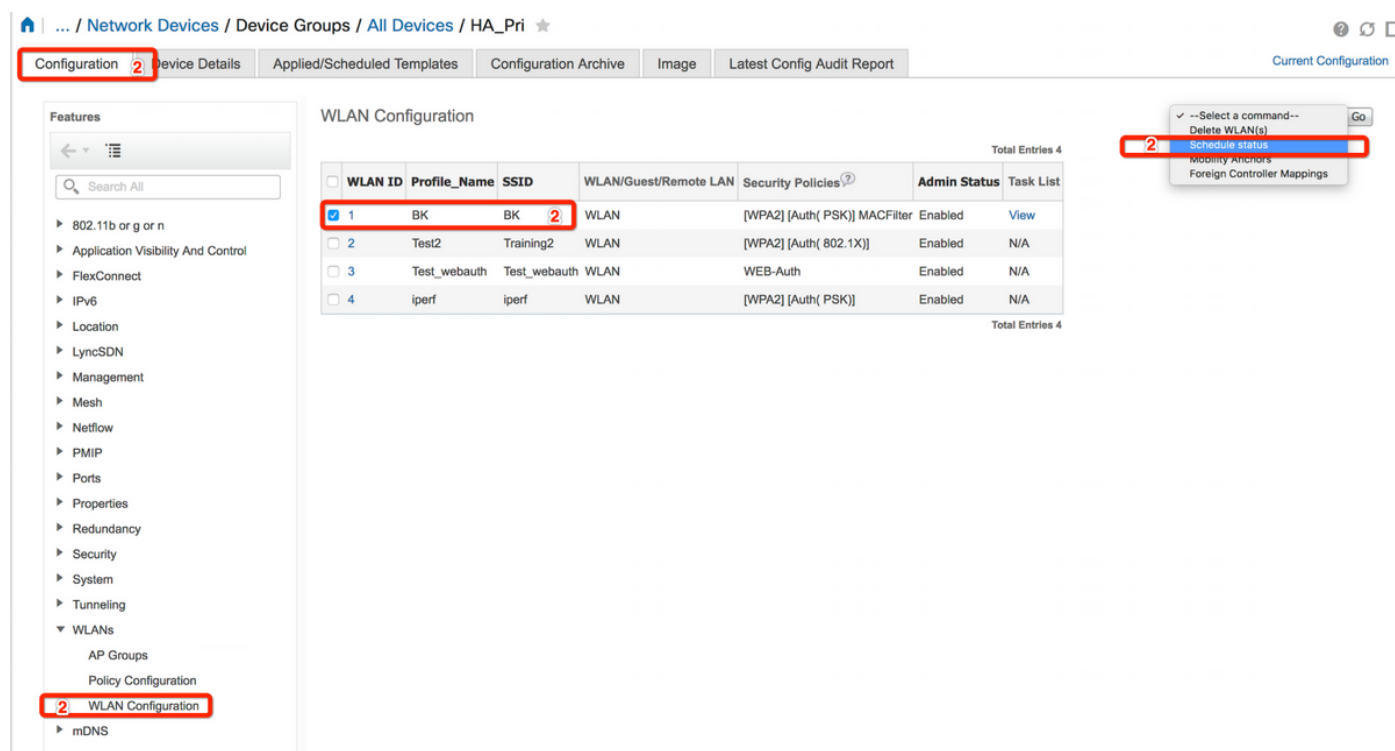 ... / Network Devices / Device Groups / All Devices / HA_Pri
Configuration 2 Device Details Applied/Scheduled Templates Configuration Archive Image Latest Config Audit Report Current Configuration
Features
Search All
802.11b or g or n
Application Visibility And Control
FlexConnect
IPv6
Location
LyncSDN
Management
Mesh
Netflow
PMIP
Ports
Properties
Redundancy
Security
System
Tunneling
WLANs
AP Groups
Policy Configuration
2 WLAN Configuration
mDNS
WLAN Configuration
Total Entries 4
WLAN ID Profile_Name SSID WLAN/Guest/Remote LAN Security Policies ? Admin Status Task List
1 BK BK 2 WLAN [WPA2] [Auth( PSK)] MACFilter Enabled View
2 Test2 Training2 WLAN [WPA2] [Auth( 802.1X)] Enabled N/A
3 Test_webauth Test_webauth WLAN WEB-Auth Enabled N/A
4 iperf iperf WLAN [WPA2] [Auth( PSK)] Enabled N/A
Total Entries 4
--Select a command-- Go
Delete WLAN(s)
2 Schedule status
Mobility Anchors
Foreign Controller Mappings